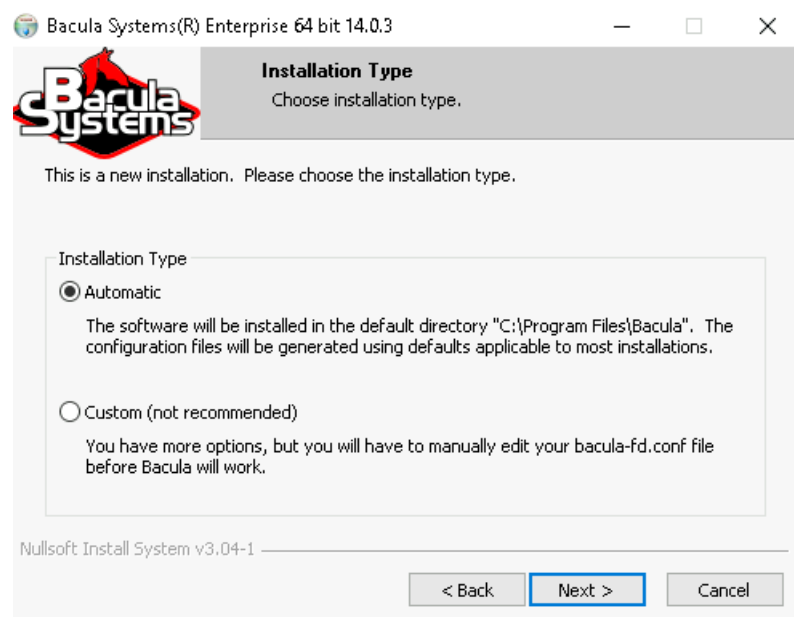 Bacula Systems(R) Enterprise 64 bit 14.0.3
Bacula
Systems
Installation Type
Choose installation type.
This is a new installation. Please choose the installation type.
Installation Type
Automatic
The software will be installed in the default directory "C:\Program Files\Bacula". The
configuration files will be generated using defaults applicable to most installations.
Custom (not recommended)
You have more options, but you will have to manually edit your bacula-fd.conf file
before Bacula will work.
Nullsoft Install System v3.04-1
< Back
Next >
Cancel